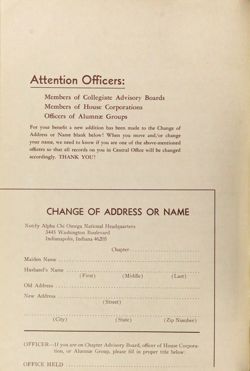 Attention Officers:
Members of Collegiate Advisory Boards
Members of House Corporations
Officers of Alumnæ Groups
For your benefit a new addition has been made to the Change of
Address or Name blank below! When you move and/or change
your name, we need to know if you are one of the above-mentioned
officers so that all records on you in Central Office will be changed
accordingly. THANK YOU!
CHANGE OF ADDRESS OR NAME
Notify Alpha Chi Omega National Headquarters
3445 Washington Boulevard
Indianapolis, Indiana 46205
Chapter
Maiden Name
Husband's Name
(First) (Middle) (Last)
Old Address
New Address
(Street)
(City) (State) (Zip Number)
OFFICER—If you are on Chapter Advisory Board, officer of House Corpora-
tion, or Alumnæ Group, please fill in proper title below:
OFFICE HELD